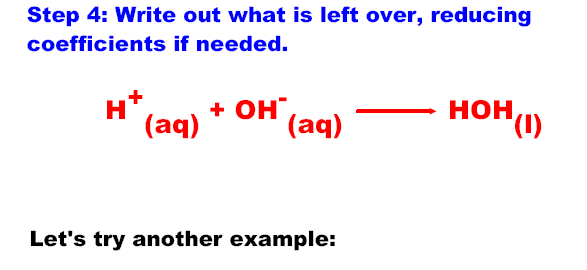 Step 4: Write out what is left over, reducing
coefficients if needed.
H⁺(aq) + OH⁻(aq) ⟶ HOH(l)
Let's try another example: